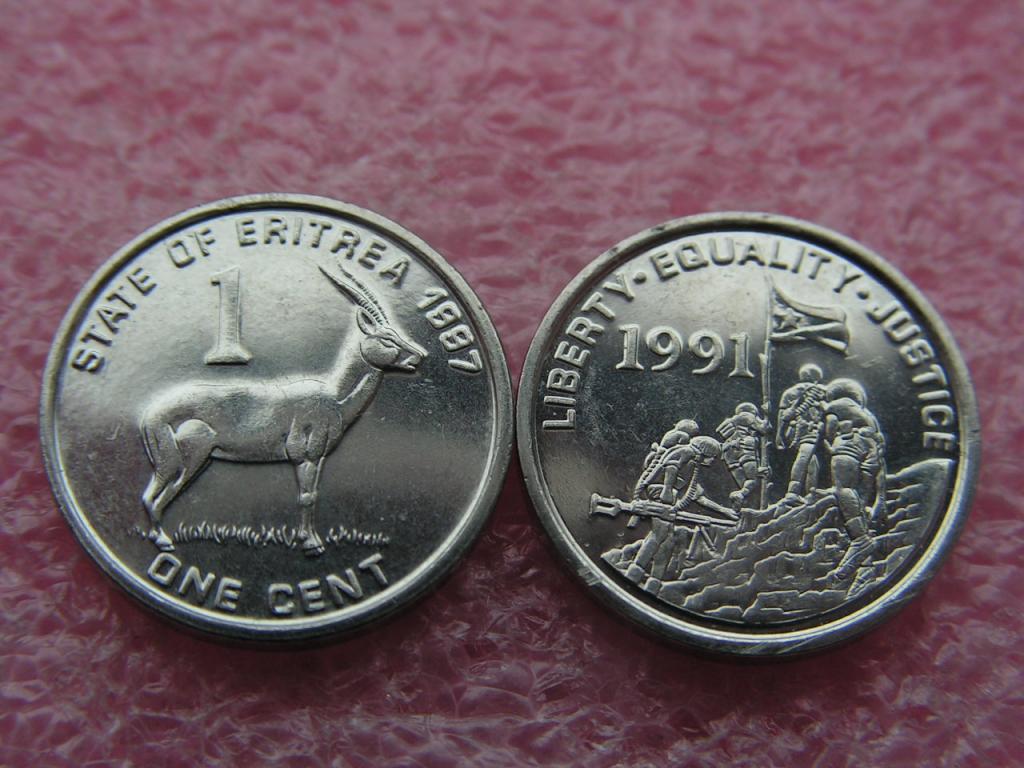 STATE OF ERITREA 1997
1
ONE CENT
LIBERTY · EQUALITY · JUSTICE
1991